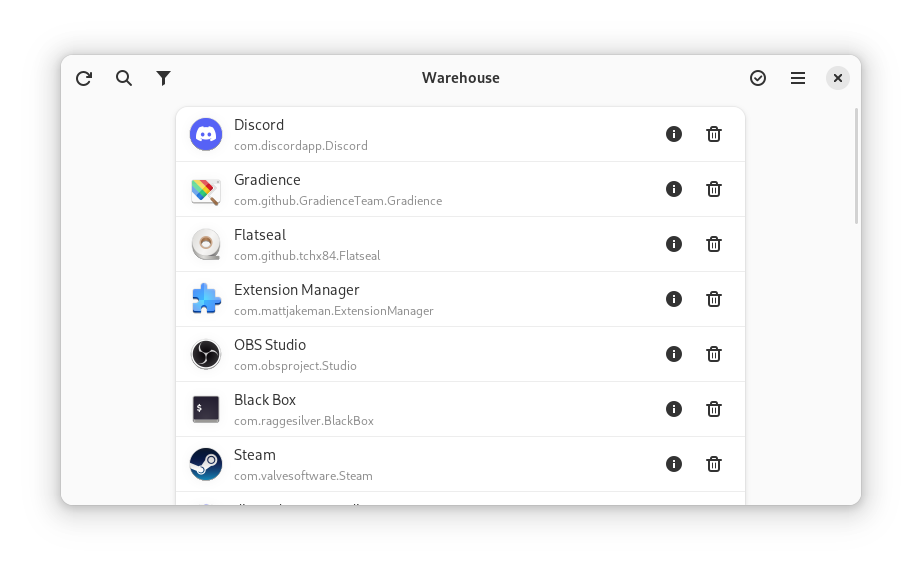 Warehouse
Discord
com.discordapp.Discord
Gradience
com.github.GradienceTeam.Gradience
Flatseal
com.github.tchx84.Flatseal
Extension Manager
com.mattjakeman.ExtensionManager
OBS Studio
com.obsproject.Studio
$
Black Box
com.raggesilver.BlackBox
Steam
com.valvesoftware.Steam